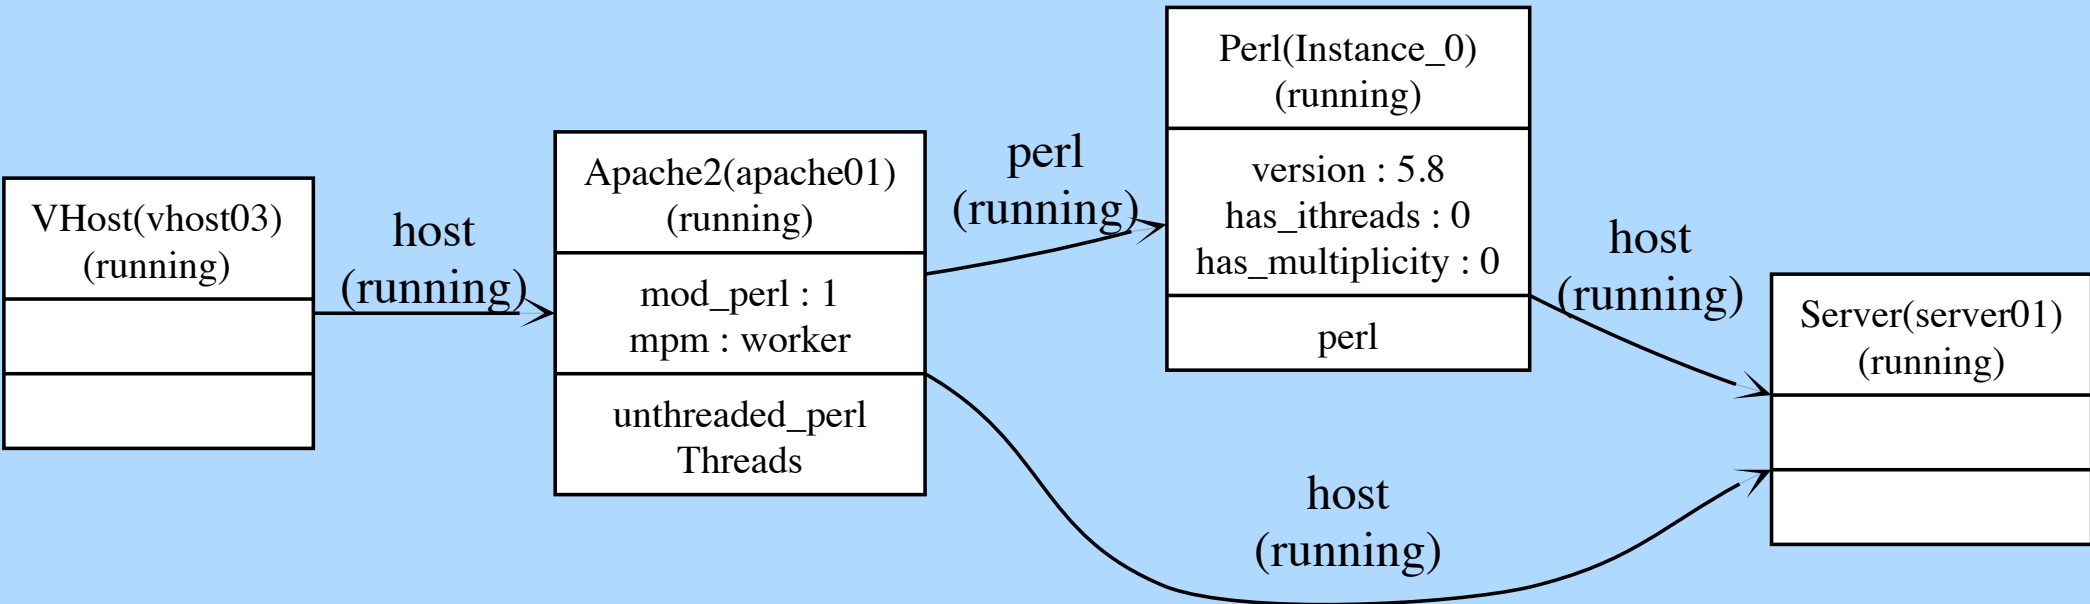 VHost(vhost03)
(running)
host
(running)
Apache2(apache01)
(running)
mod_perl : 1
mpm : worker
unthreaded_perl
Threads
perl
(running)
Perl(Instance_0)
(running)
version : 5.8
has_ithreads : 0
has_multiplicity : 0
perl
host
(running)
host
(running)
Server(server01)
(running)